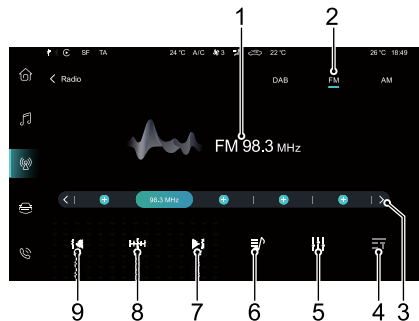 1 2
SF TA 24 °C A/C 3 22 °C 26 °C 18:49
Radio DAB FM AM
FM 98.3 MHz
98.3 MHz
9 8 7 6 5 4 3